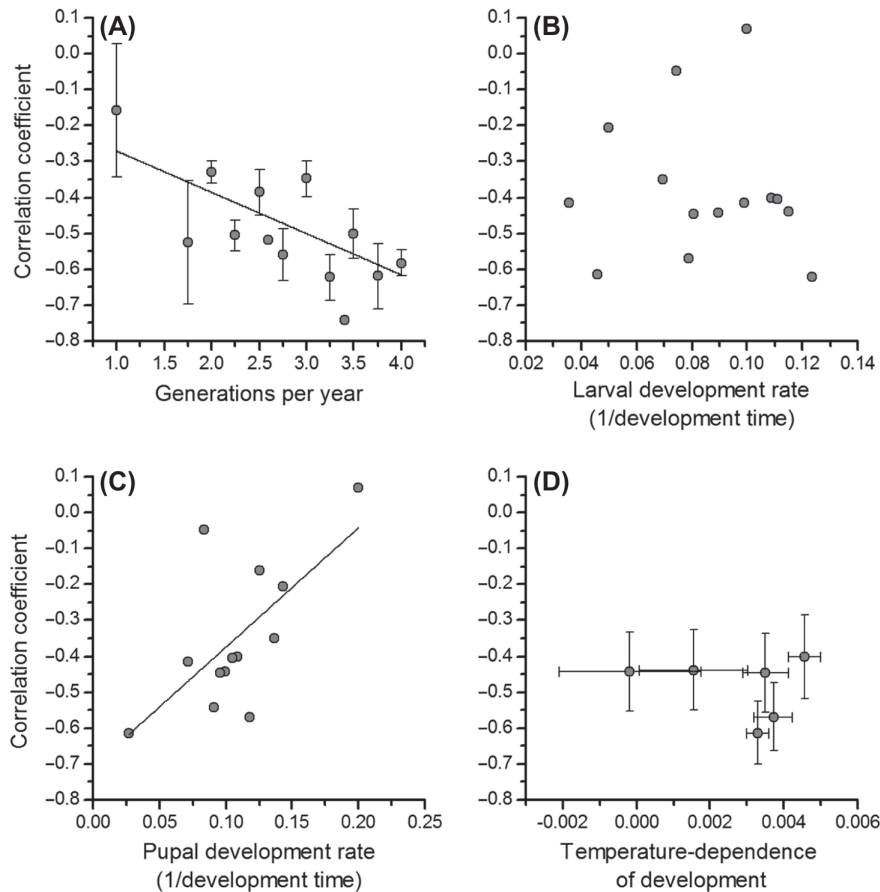 (A)
Correlation coefficient
0.1
0.0
−0.1
−0.2
−0.3
−0.4
−0.5
−0.6
−0.7
−0.8
1.0 1.5 2.0 2.5 3.0 3.5 4.0
Generations per year
(B)
0.1
0.0
−0.1
−0.2
−0.3
−0.4
−0.5
−0.6
−0.7
−0.8
0.02 0.04 0.06 0.08 0.10 0.12 0.14
Larval development rate
(1/development time)
(C)
Correlation coefficient
0.1
0.0
−0.1
−0.2
−0.3
−0.4
−0.5
−0.6
−0.7
−0.8
0.00 0.05 0.10 0.15 0.20 0.25
Pupal development rate
(1/development time)
(D)
0.1
0.0
−0.1
−0.2
−0.3
−0.4
−0.5
−0.6
−0.7
−0.8
-0.002 0.000 0.002 0.004 0.006
Temperature-dependence
of development